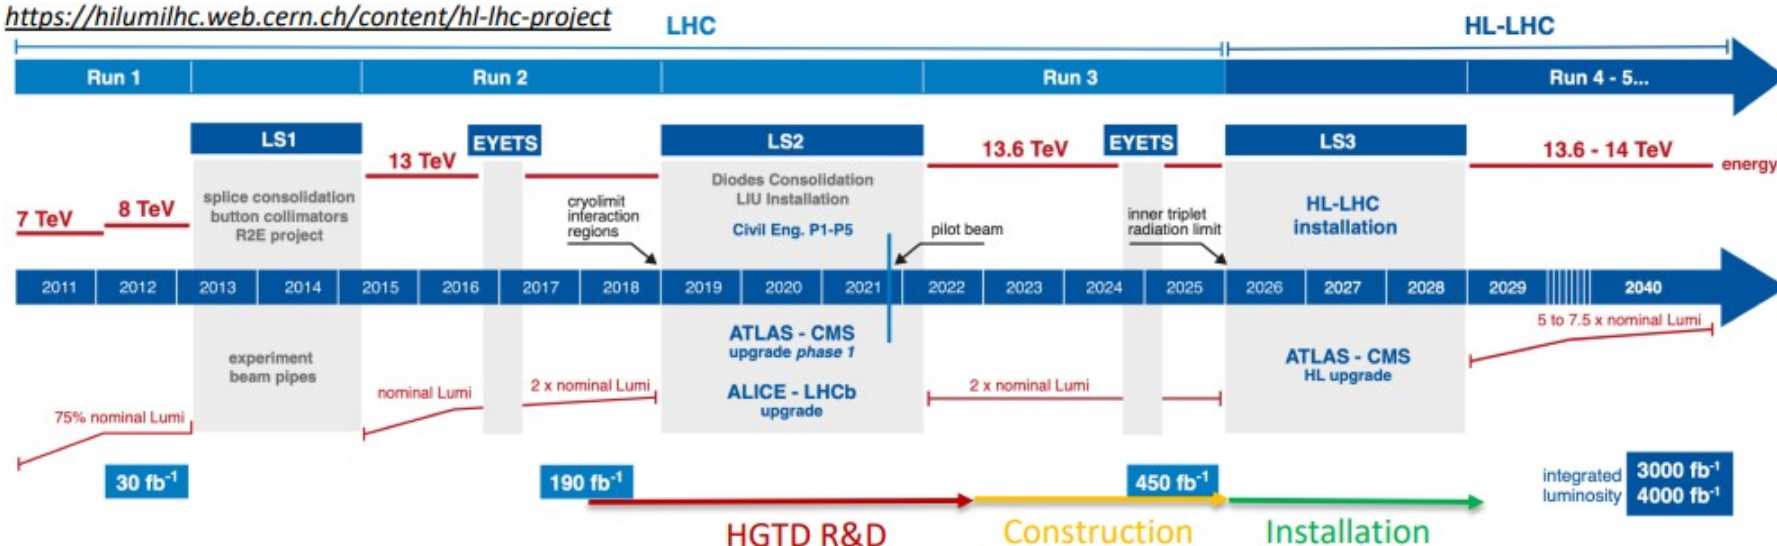 https://hilumilhc.web.cern.ch/content/hl-lhc-project
LHC
HL-LHC
Run 1
Run 2
Run 3
Run 4 - 5...
LS1
EYETS
LS2
EYETS
LS3
13 TeV
13.6 TeV
13.6 - 14 TeV
energy
Diodes Consolidation
LIU Installation
splice consolidation
button collimators
R2E project
7 TeV
8 TeV
cryolimit
interaction
regions
Civil Eng. P1-P5
pilot beam
inner triplet
radiation limit
HL-LHC
installation
2011
2012
2013
2014
2015
2016
2017
2018
2019
2020
2021
2022
2023
2024
2025
2026
2027
2028
2029
2040
5 to 7.5 x nominal Lumi
ATLAS - CMS
upgrade phase 1
experiment
beam pipes
ATLAS - CMS
HL upgrade
nominal Lumi
2 x nominal Lumi
ALICE - LHCb
upgrade
2 x nominal Lumi
75% nominal Lumi
30 fb⁻¹
190 fb⁻¹
450 fb⁻¹
integrated
luminosity
3000 fb⁻¹
4000 fb⁻¹
HGTD R&D
Construction
Installation